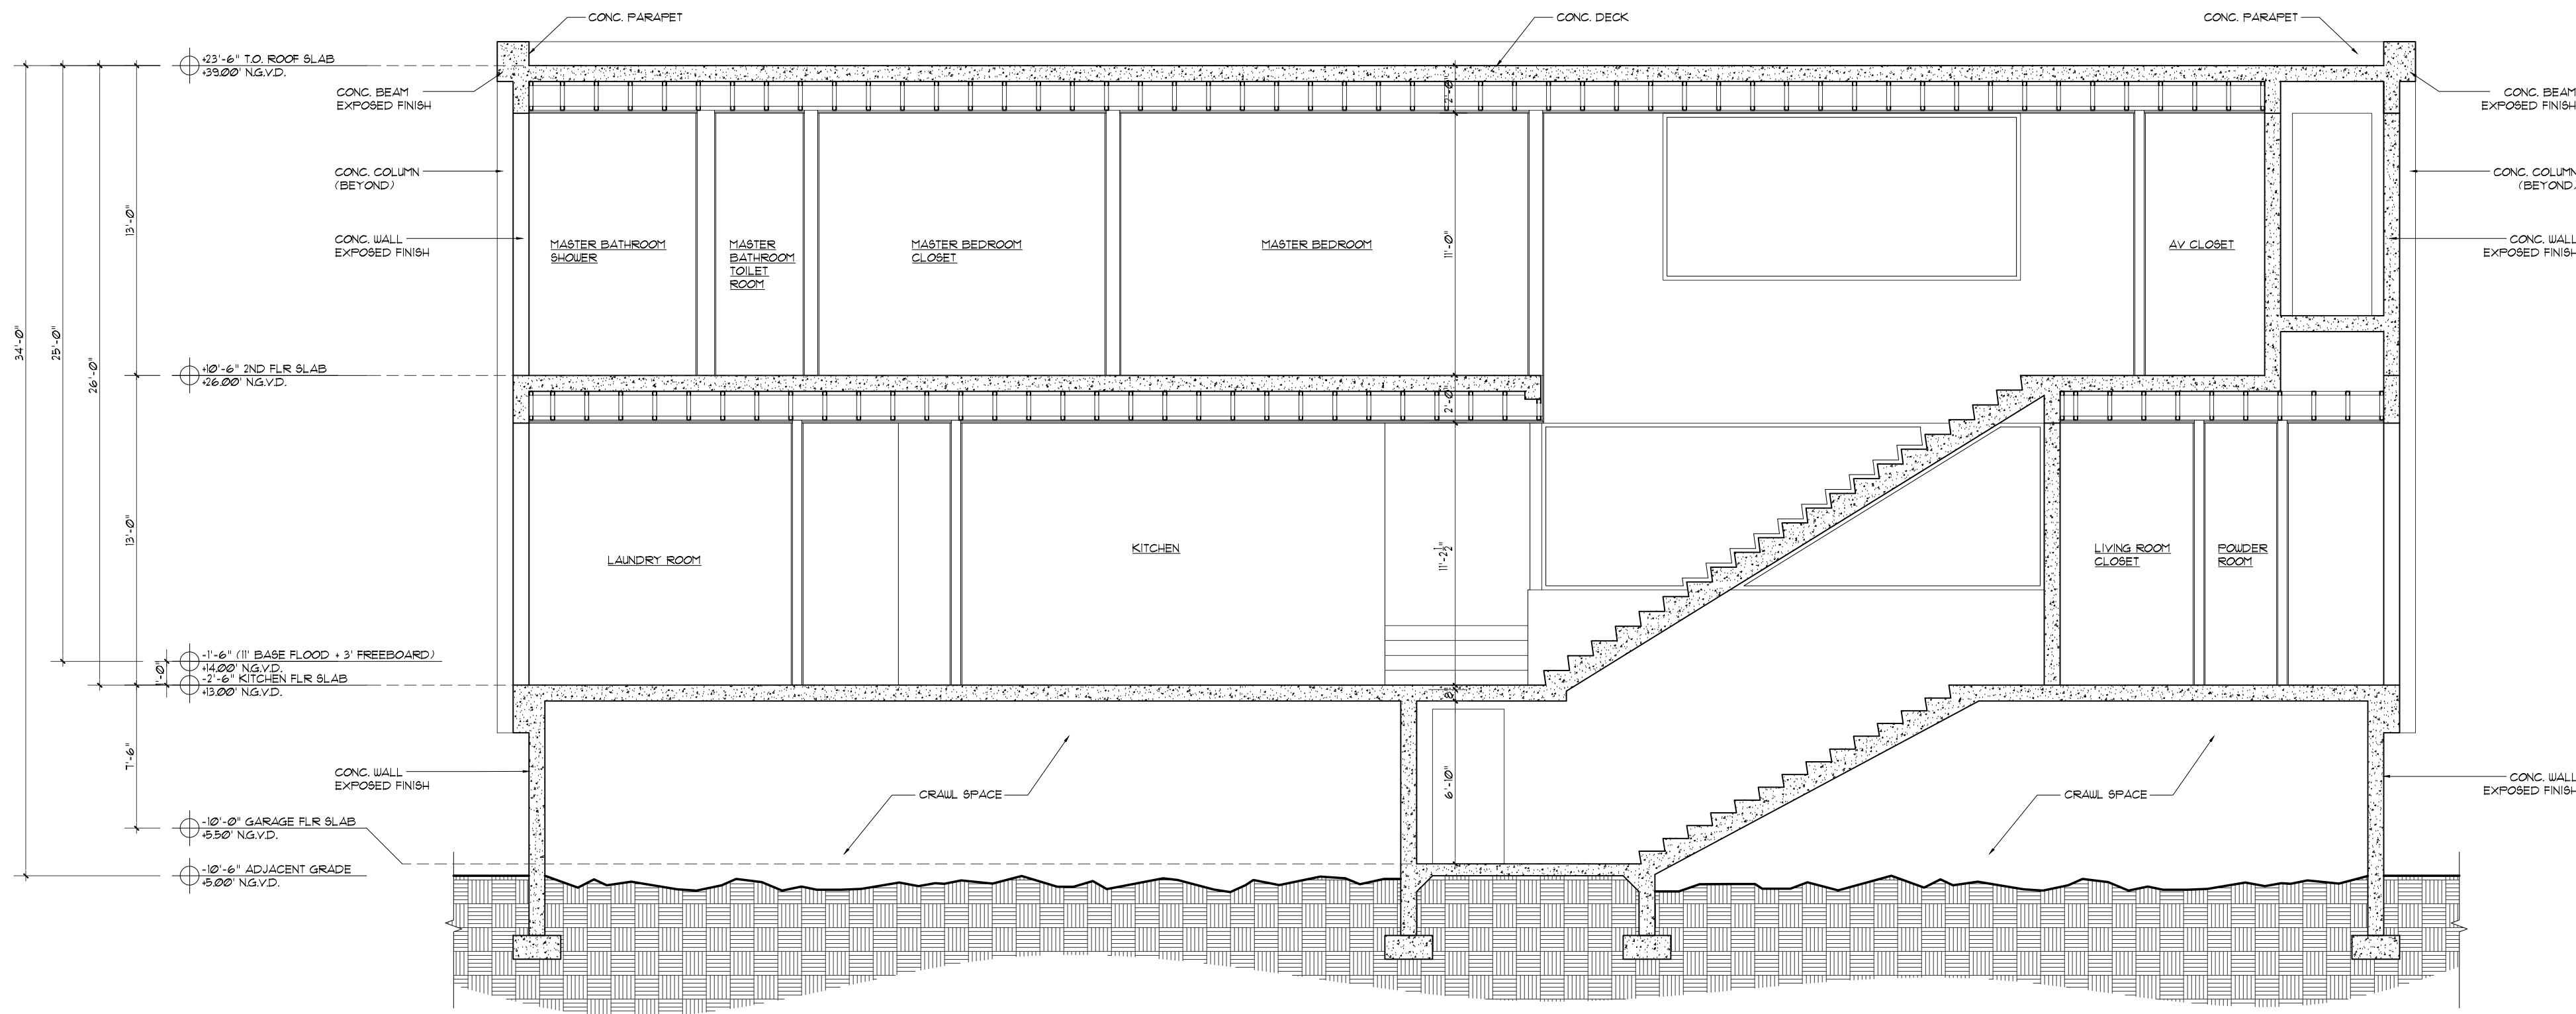 CONC. PARAPET
CONC. DECK
CONC. PARAPET
+23'-6" T.O. ROOF SLAB
+39.00' N.G.V.D.
CONC. BEAM
EXPOSED FINISH
CONC. BEAM
EXPOSED FINISH
2'-0"
CONC. COLUMN
(BEYOND)
CONC. COLUMN
(BEYOND)
13'-0"
CONC. WALL
EXPOSED FINISH
MASTER BATHROOM
SHOWER
MASTER
BATHROOM
TOILET
ROOM
MASTER BEDROOM
CLOSET
MASTER BEDROOM
11'-0"
AV CLOSET
CONC. WALL
EXPOSED FINISH
34'-0"
25'-0"
26'-0"
+10'-6" 2ND FLR SLAB
+26.00' N.G.V.D.
2'-0"
13'-0"
LAUNDRY ROOM
KITCHEN
11'-2 1/2"
LIVING ROOM
CLOSET
POWDER
ROOM
-1'-6" (11' BASE FLOOD + 3' FREEBOARD)
+14.00' N.G.V.D.
1'-0"
-2'-6" KITCHEN FLR SLAB
+13.00' N.G.V.D.
8"
7'-6"
CONC. WALL
EXPOSED FINISH
CRAWL SPACE
6'-10"
CRAWL SPACE
CONC. WALL
EXPOSED FINISH
-10'-0" GARAGE FLR SLAB
+5.50' N.G.V.D.
-10'-6" ADJACENT GRADE
+5.00' N.G.V.D.